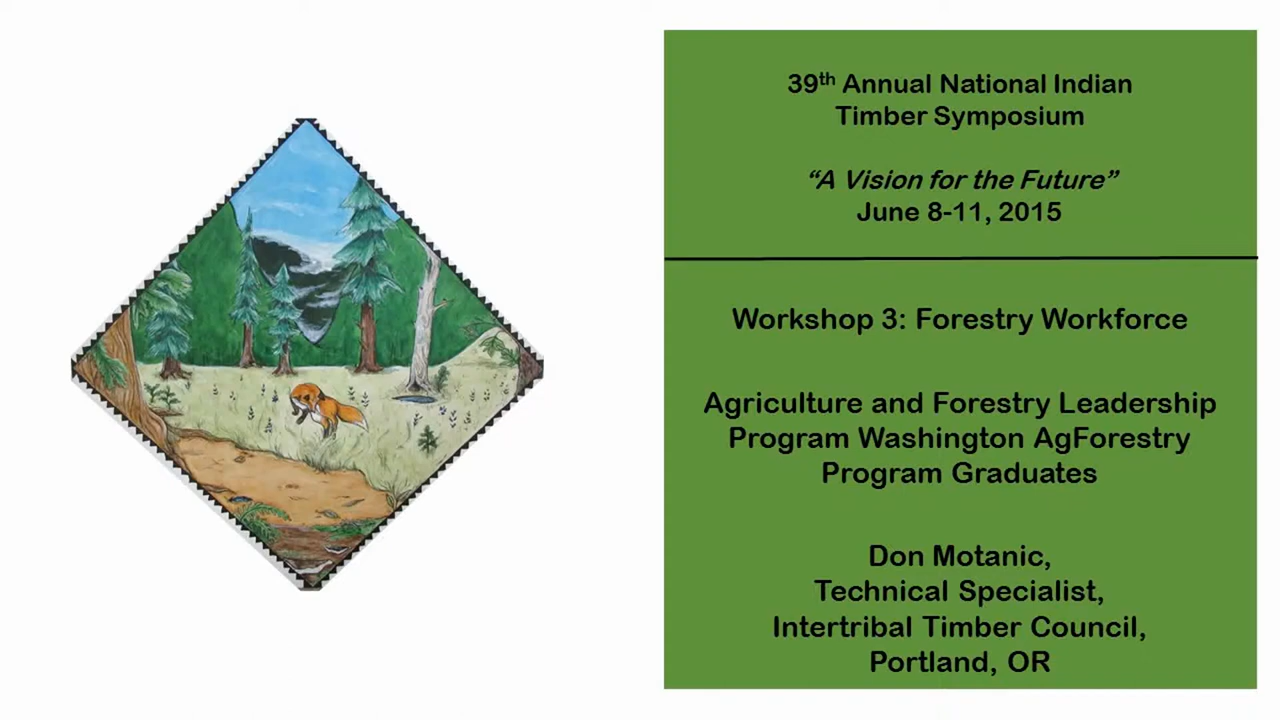 39th Annual National Indian
Timber Symposium
“A Vision for the Future”
June 8-11, 2015
Workshop 3: Forestry Workforce
Agriculture and Forestry Leadership
Program Washington AgForestry
Program Graduates
Don Motanic,
Technical Specialist,
Intertribal Timber Council,
Portland, OR